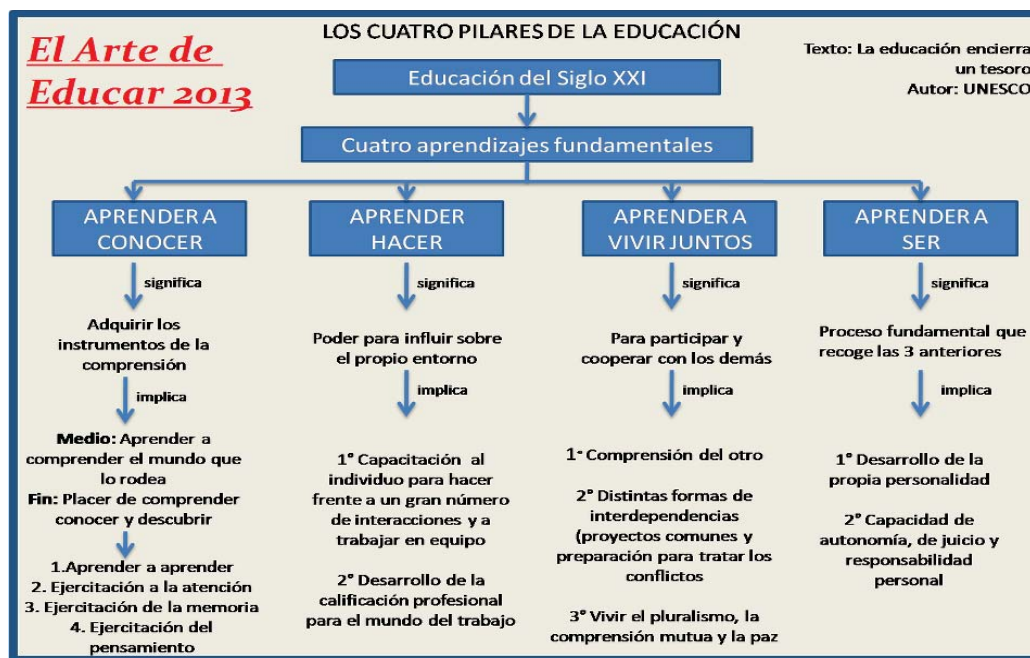 LOS CUATRO PILARES DE LA EDUCACIÓN
El Arte de
Educar 2013
Texto: La educación encierra
un tesoro
Autor: UNESCO
Educación del Siglo XXI
Cuatro aprendizajes fundamentales
APRENDER A
CONOCER
significa
Adquirir los
instrumentos de la
comprensión
implica
Medio: Aprender a
comprender el mundo que
lo rodea
Fin: Placer de comprender
conocer y descubrir
1.Aprender a aprender
2. Ejercitación a la atención
3. Ejercitación de la memoria
4. Ejercitación del
pensamiento
APRENDER
HACER
significa
Poder para influir sobre
el propio entorno
implica
1° Capacitación al
individuo para hacer
frente a un gran número
de interacciones y a
trabajar en equipo
2° Desarrollo de la
calificación profesional
para el mundo del trabajo
APRENDER A
VIVIR JUNTOS
significa
Para participar y
cooperar con los demás
implica
1° Comprensión del otro
2° Distintas formas de
interdependencias
(proyectos comunes y
preparación para tratar los
conflictos
3° Vivir el pluralismo, la
comprensión mutua y la paz
APRENDER A
SER
significa
Proceso fundamental que
recoge las 3 anteriores
implica
1° Desarrollo de la
propia personalidad
2° Capacidad de
autonomía, de juicio y
responsabilidad
personal